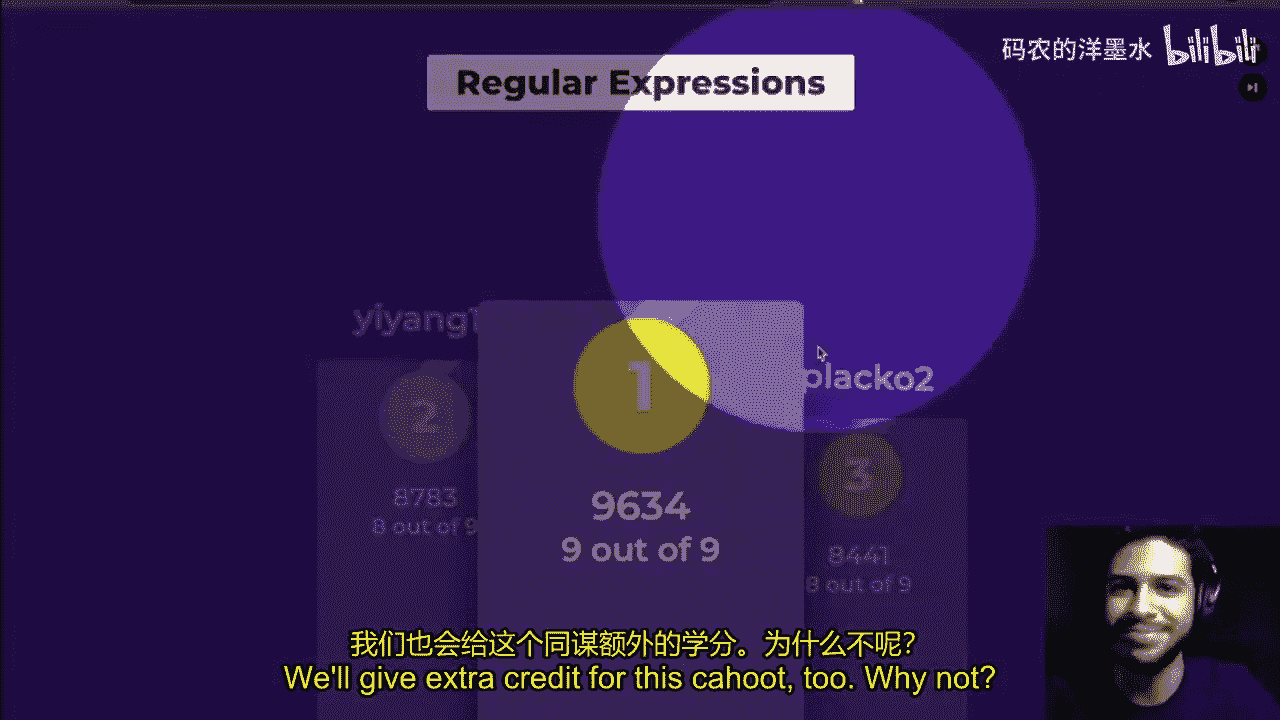 码农的洋墨水 bilibili
Regular Expressions
yiyang1
placko2
1
2
3
9634
9 out of 9
8783
8 out of 9
8441
8 out of 9
我们也会给这个同谋额外的学分。为什么不呢？
We'll give extra credit for this cahoot, too. Why not?